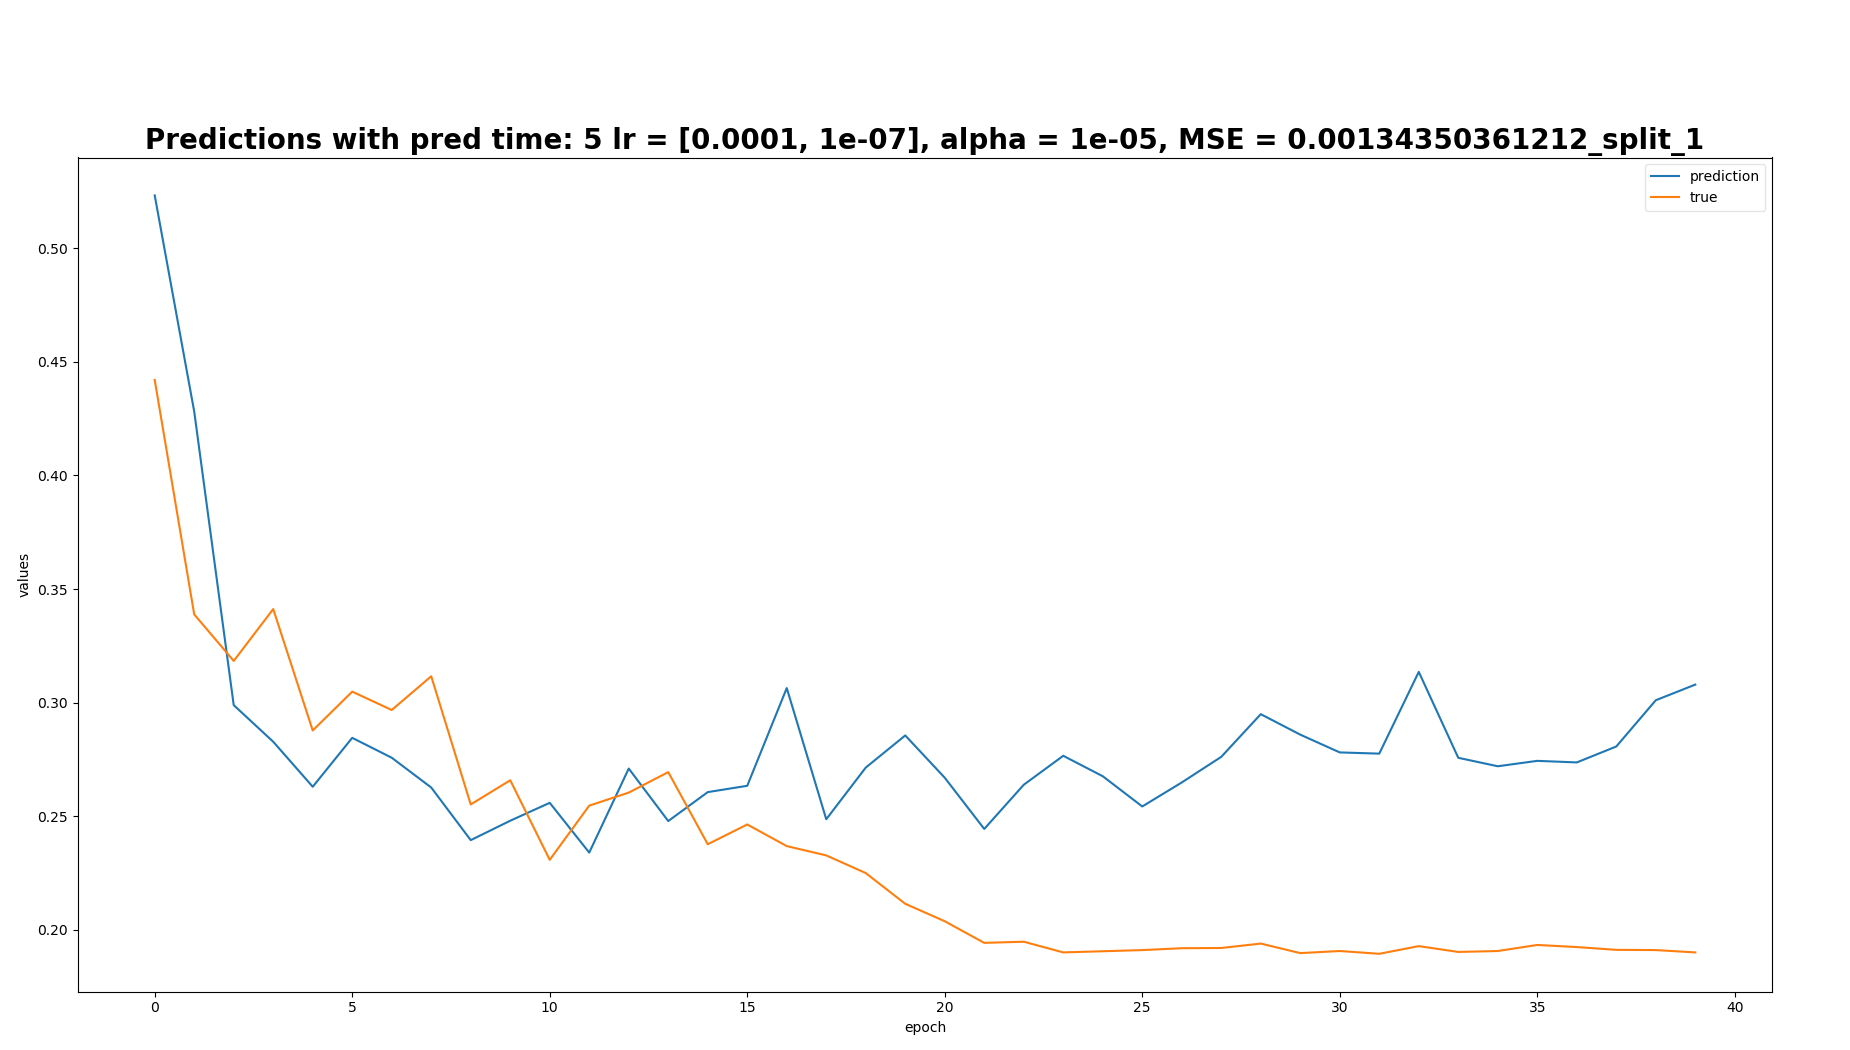 Predictions with pred time: 5 lr = [0.0001, 1e-07], alpha = 1e-05, MSE = 0.00134350361212_split_1
prediction
true
values
0.50
0.45
0.40
0.35
0.30
0.25
0.20
0 5 10 15 20 25 30 35 40
epoch